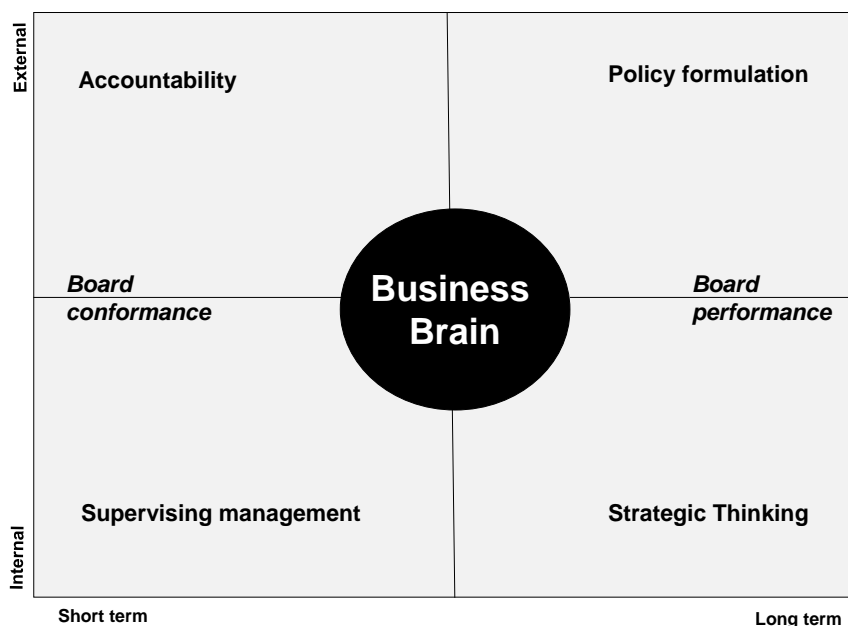 External
Accountability
Policy formulation
Board
conformance
Business
Brain
Board
performance
Supervising management
Strategic Thinking
Internal
Short term
Long term